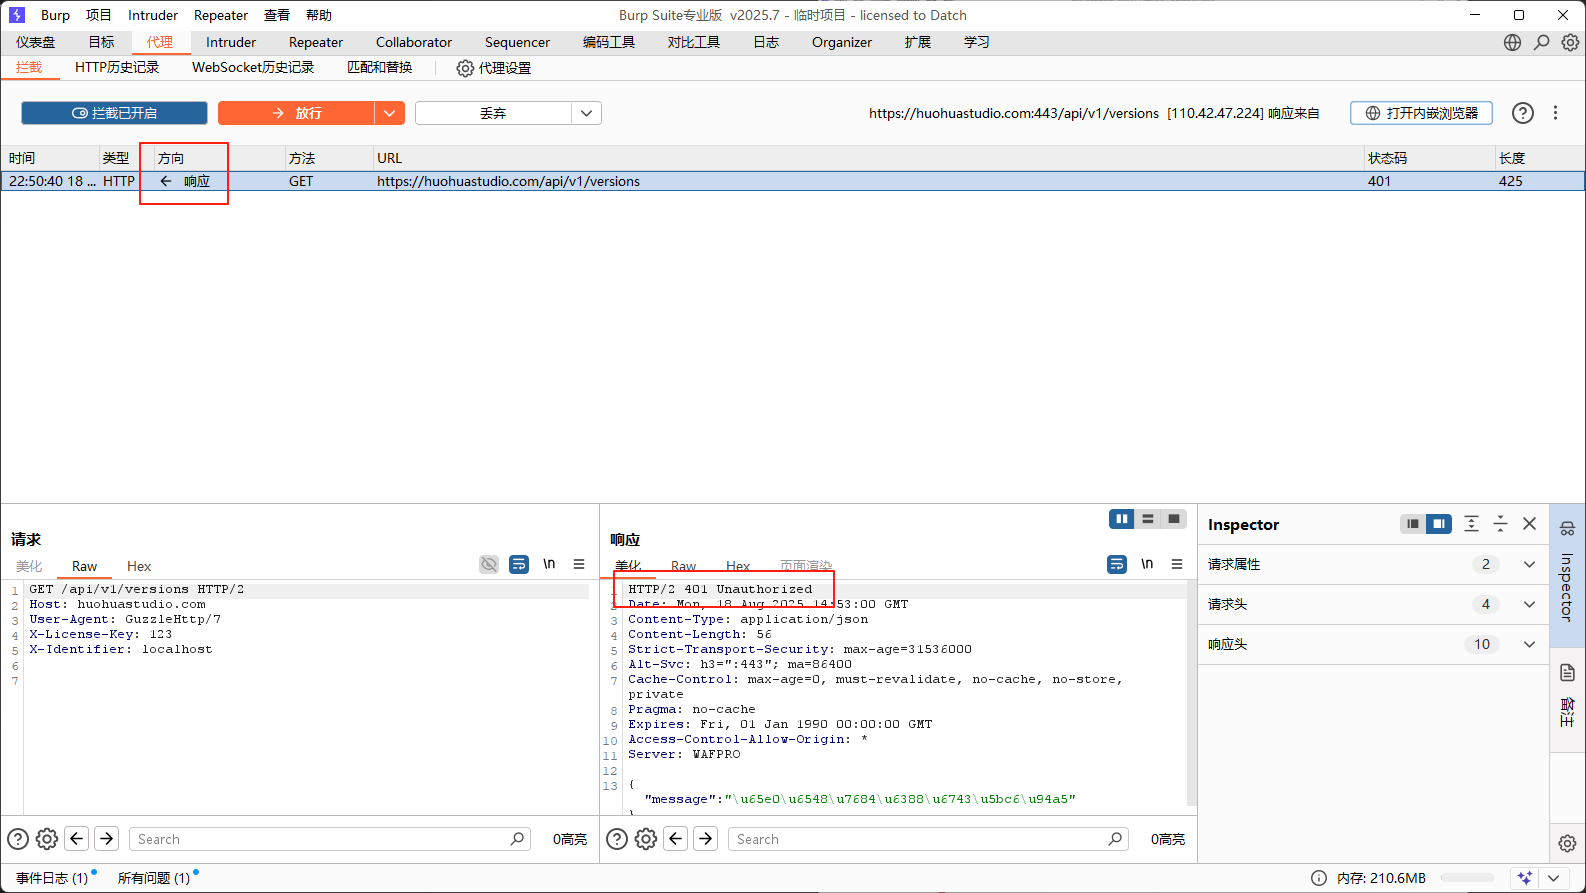 Burp 项目 Intruder Repeater 查看 帮助 Burp Suite专业版 v2025.7 - 临时项目 - licensed to Datch
仪表盘 目标 代理 Intruder Repeater Collaborator Sequencer 编码工具 对比工具 日志 Organizer 扩展 学习
拦截 HTTP历史记录 WebSocket历史记录 匹配和替换 代理设置
拦截已开启 放行 丢弃 https://huohuastudio.com:443/api/v1/versions [110.42.47.224] 响应来自 打开内嵌浏览器
时间 类型 方向 方法 URL 状态码 长度
22:50:40 18 ... HTTP 响应 GET https://huohuastudio.com/api/v1/versions 401 425
请求
美化 Raw Hex \n
1 GET /api/v1/versions HTTP/2
2 Host: huohuastudio.com
3 User-Agent: GuzzleHttp/7
4 X-License-Key: 123
5 X-Identifier: localhost
6
7
Search 0高亮
响应
美化 Raw Hex 页面渲染 \n
1 HTTP/2 401 Unauthorized
2 Date: Mon, 18 Aug 2025 14:53:00 GMT
3 Content-Type: application/json
4 Content-Length: 56
5 Strict-Transport-Security: max-age=31536000
6 Alt-Svc: h3=":443"; ma=86400
7 Cache-Control: max-age=0, must-revalidate, no-cache, no-store,
private
8 Pragma: no-cache
9 Expires: Fri, 01 Jan 1990 00:00:00 GMT
10 Access-Control-Allow-Origin: *
11 Server: WAFPRO
12
13 {
"message":"\u65e0\u6548\u7684\u6388\u6743\u5bc6\u94a5"
}
Search 0高亮
Inspector
请求属性 2
请求头 4
响应头 10
Inspector
备注
事件日志 (1) 所有问题 (1) 内存: 210.6MB